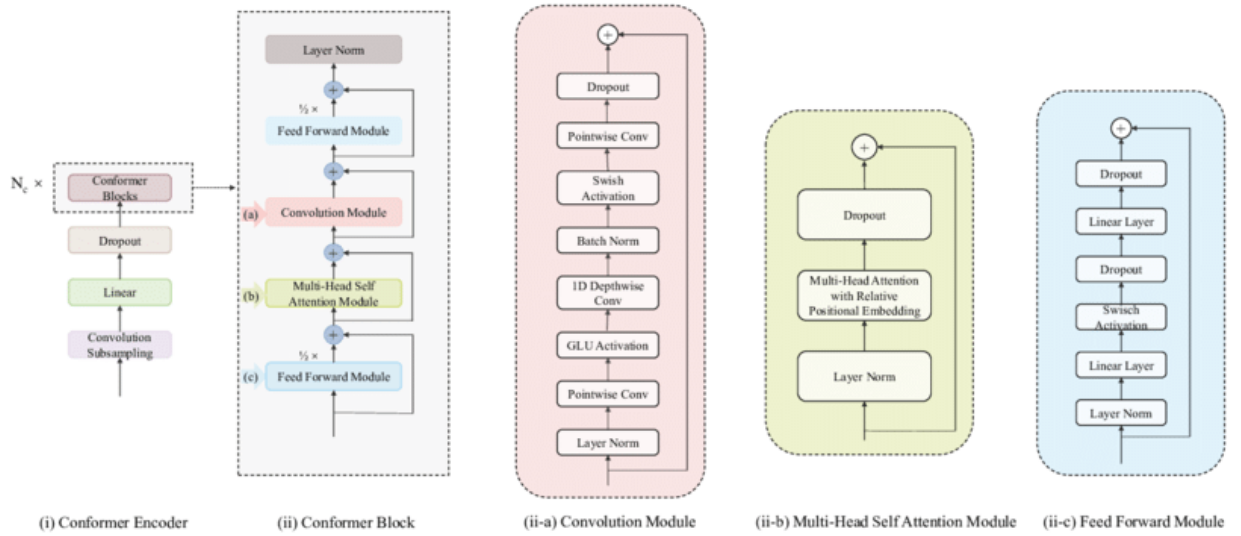 N_c ×
Conformer
Blocks
Dropout
Linear
Convolution
Subsampling
(i) Conformer Encoder
Layer Norm
½ ×
Feed Forward Module
(a)
Convolution Module
(b)
Multi-Head Self
Attention Module
½ ×
(c)
Feed Forward Module
(ii) Conformer Block
Dropout
Pointwise Conv
Swish
Activation
Batch Norm
1D Depthwise
Conv
GLU Activation
Pointwise Conv
Layer Norm
(ii-a) Convolution Module
Dropout
Multi-Head Attention
with Relative
Positional Embedding
Layer Norm
(ii-b) Multi-Head Self Attention Module
Dropout
Linear Layer
Dropout
Swisch
Activation
Linear Layer
Layer Norm
(ii-c) Feed Forward Module